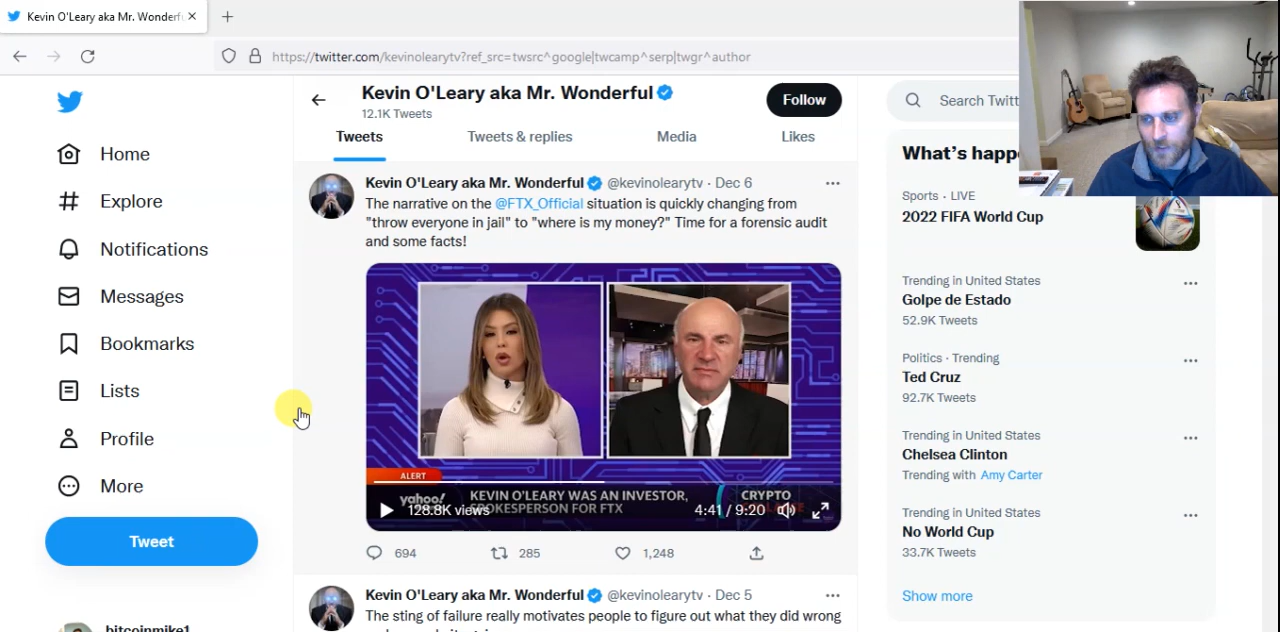 Kevin O'Leary aka Mr. Wonderfu
https://twitter.com/kevinolearytv?ref_src=twsrc^google|twcamp^serp|twgr^author
Home
Explore
Notifications
Messages
Bookmarks
Lists
Profile
More
Tweet
bitcoinmike1
Kevin O'Leary aka Mr. Wonderful
12.1K Tweets
Follow
Tweets
Tweets & replies
Media
Likes
Kevin O'Leary aka Mr. Wonderful @kevinolearytv · Dec 6
The narrative on the @FTX_Official situation is quickly changing from
"throw everyone in jail" to "where is my money?" Time for a forensic audit
and some facts!
ALERT
yahoo!
KEVIN O'LEARY WAS AN INVESTOR,
SPOKESPERSON FOR FTX
CRYPTO
128.8K views
4:41 / 9:20
694
285
1,248
Kevin O'Leary aka Mr. Wonderful @kevinolearytv · Dec 5
The sting of failure really motivates people to figure out what they did wrong
Search Twitt
What's happe
Sports · LIVE
2022 FIFA World Cup
Trending in United States
Golpe de Estado
52.9K Tweets
Politics · Trending
Ted Cruz
92.7K Tweets
Trending in United States
Chelsea Clinton
Trending with Amy Carter
Trending in United States
No World Cup
33.7K Tweets
Show more